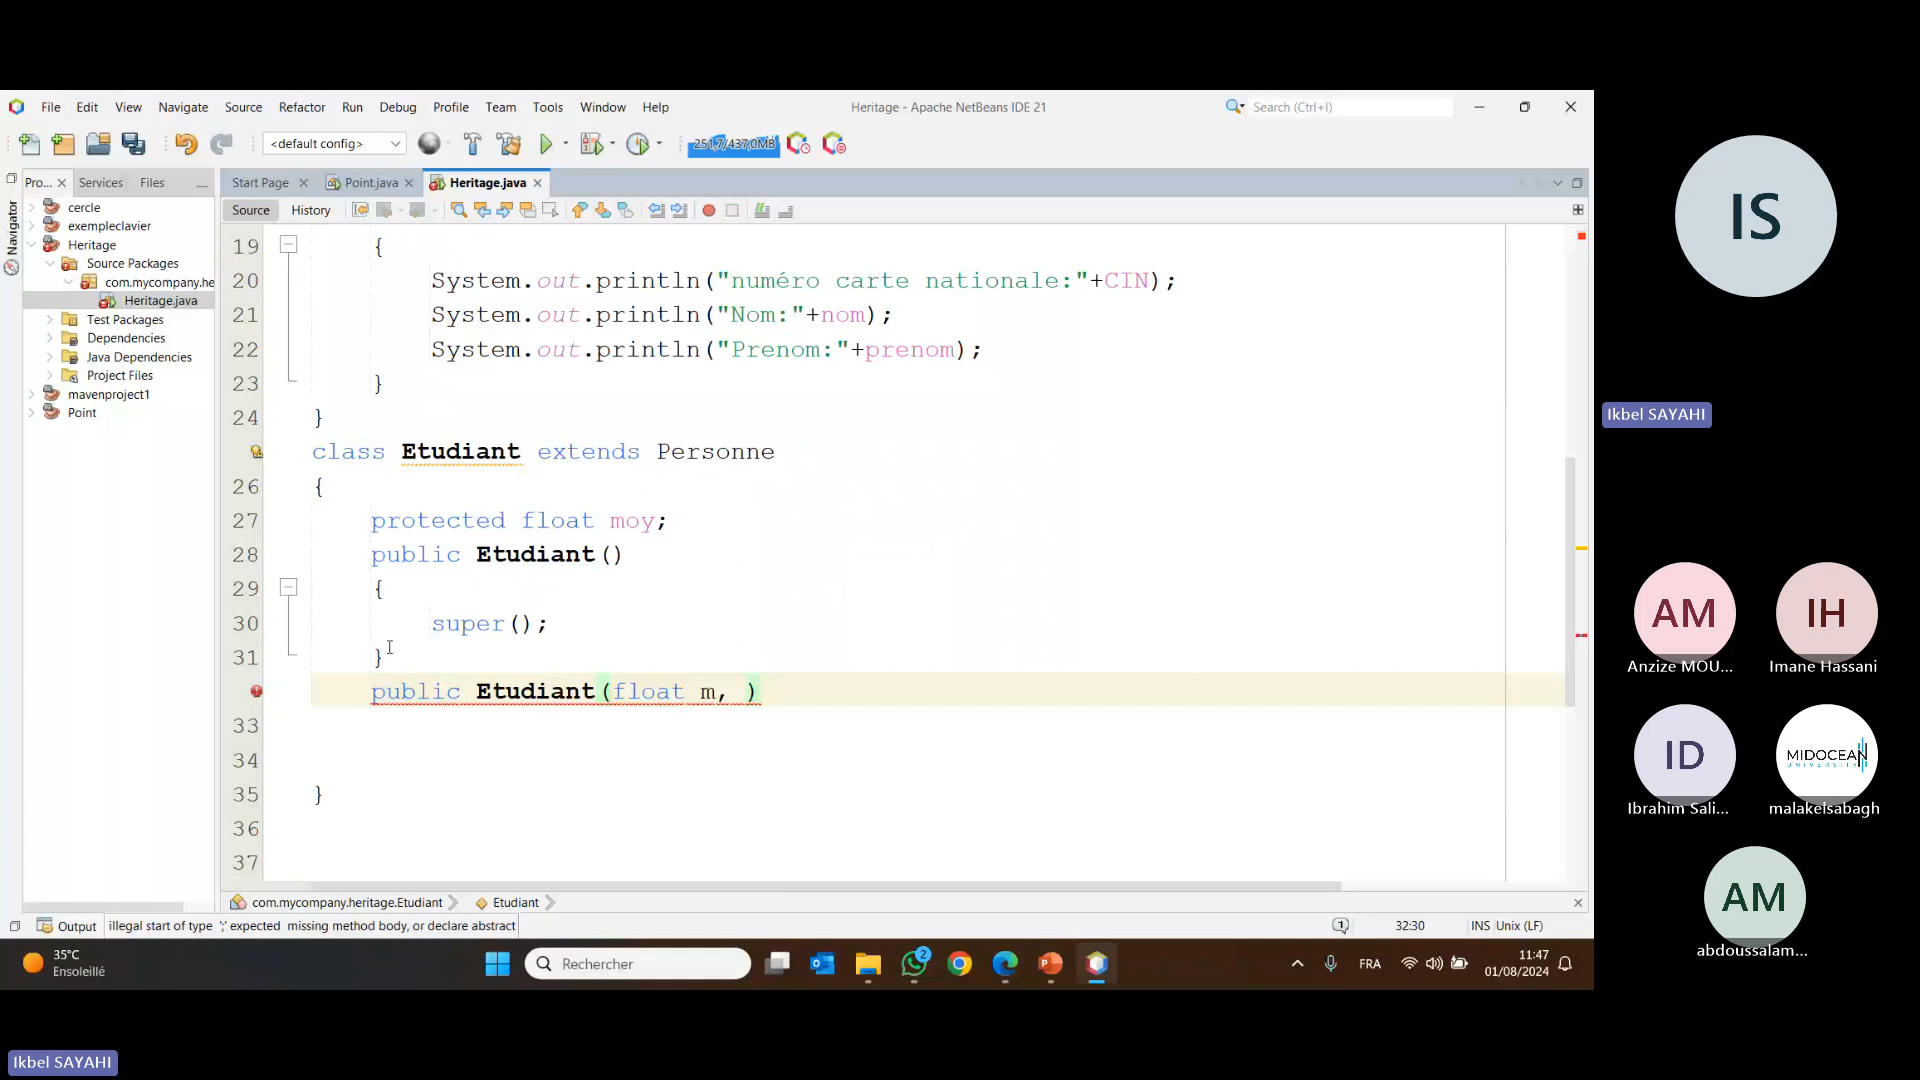 File Edit View Navigate Source Refactor Run Debug Profile Team Tools Window Help
Heritage - Apache NetBeans IDE 21
Search (Ctrl+I)
<default config>
251,7/437,0MB
Pro...
Services
Files
Start Page
Point.java
Heritage.java
Navigator
Source
History
cercle
exempleclavier
Heritage
Source Packages
com.mycompany.he
Heritage.java
Test Packages
Dependencies
Java Dependencies
Project Files
mavenproject1
Point
19 {
20 System.out.println("numéro carte nationale:"+CIN);
21 System.out.println("Nom:"+nom);
22 System.out.println("Prenom:"+prenom);
23 }
24 }
class Etudiant extends Personne
26 {
27 protected float moy;
28 public Etudiant()
29 {
30 super();
31 }
public Etudiant(float m, )
33
34
35 }
36
37
com.mycompany.heritage.Etudiant
Etudiant
Output
illegal start of type ';' expected missing method body, or declare abstract
1
32:30
INS Unix (LF)
35°C
Ensoleillé
Rechercher
2
FRA
11:47
01/08/2024
IS
Ikbel SAYAHI
AM
Anzize MOU...
IH
Imane Hassani
ID
Ibrahim Sali...
MIDOCEAN
UNIVERSITY
malakelsabagh
AM
abdoussalam...
Ikbel SAYAHI